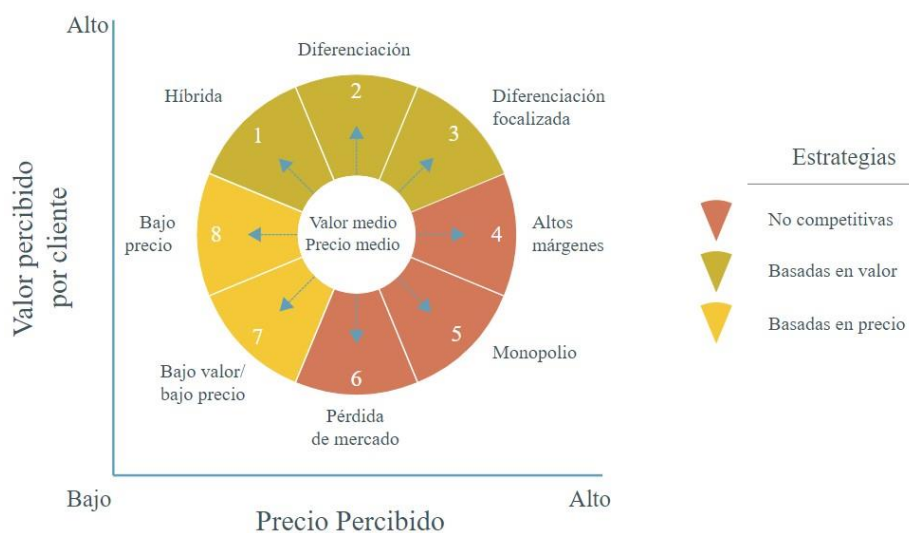 Alto
Diferenciación
Híbrida
2
Diferenciación
focalizada
1
3
Estrategias
Valor percibido
por cliente
Bajo
precio
8
Valor medio
Precio medio
4
Altos
márgenes
No competitivas
Basadas en valor
Basadas en precio
7
5
Monopolio
Bajo valor/
bajo precio
6
Pérdida
de mercado
Bajo
Alto
Precio Percibido